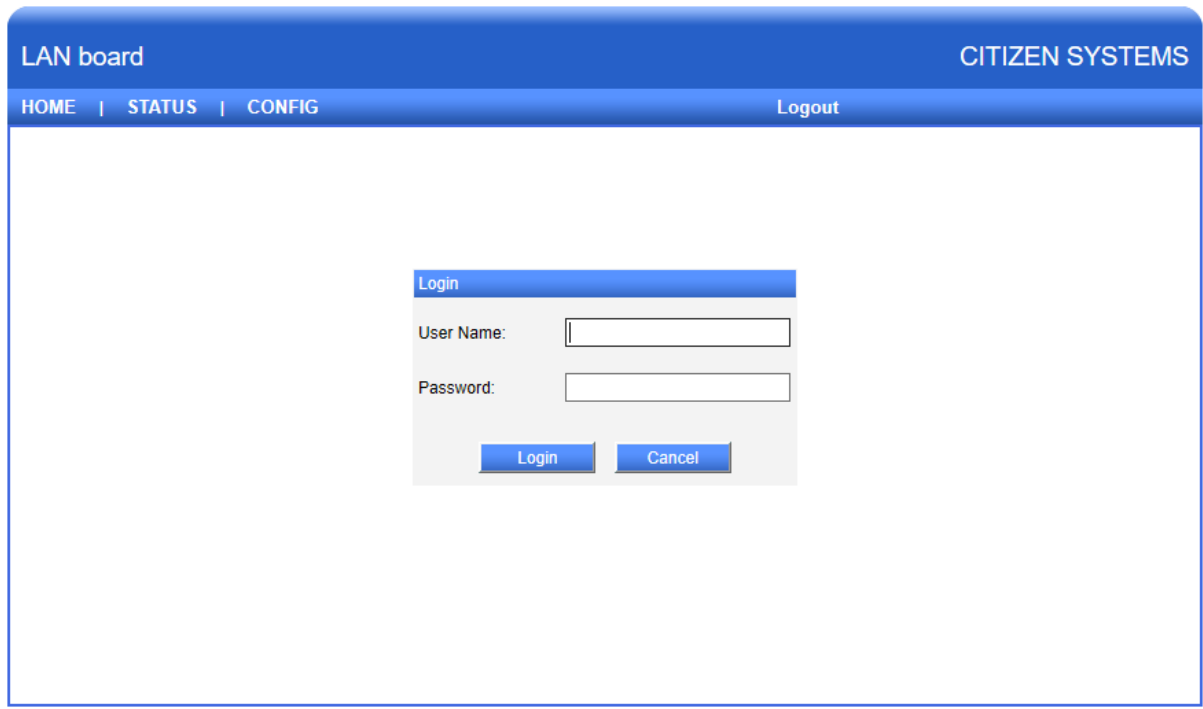 LAN board CITIZEN SYSTEMS
HOME | STATUS | CONFIG Logout
Login
User Name:
Password:
Login Cancel